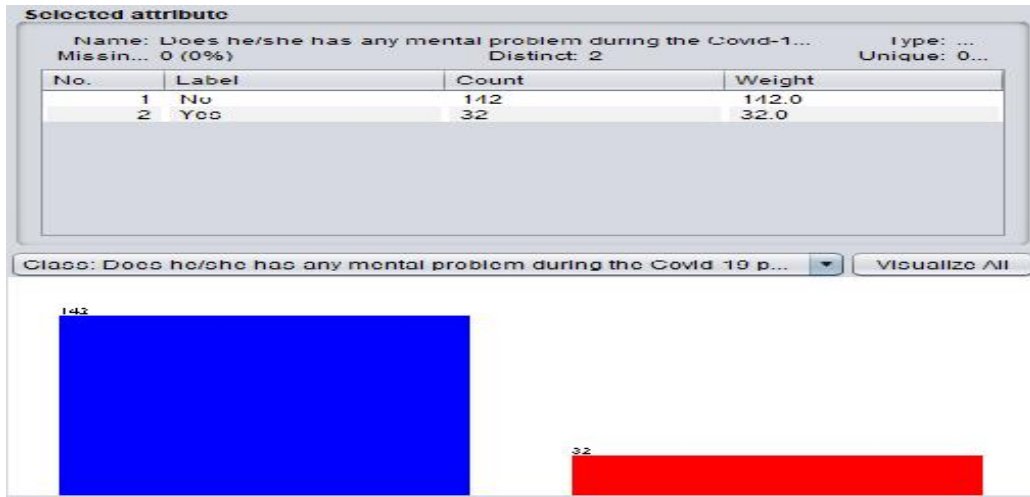 Selected attribute
Name: Does he/she has any mental problem during the Covid-1... Type: ...
Missin... 0 (0%) Distinct: 2 Unique: 0...
No. Label Count Weight
1 No 142 142.0
2 Yes 32 32.0
Class: Does he/she has any mental problem during the Covid 19 p... Visualize All
142
32